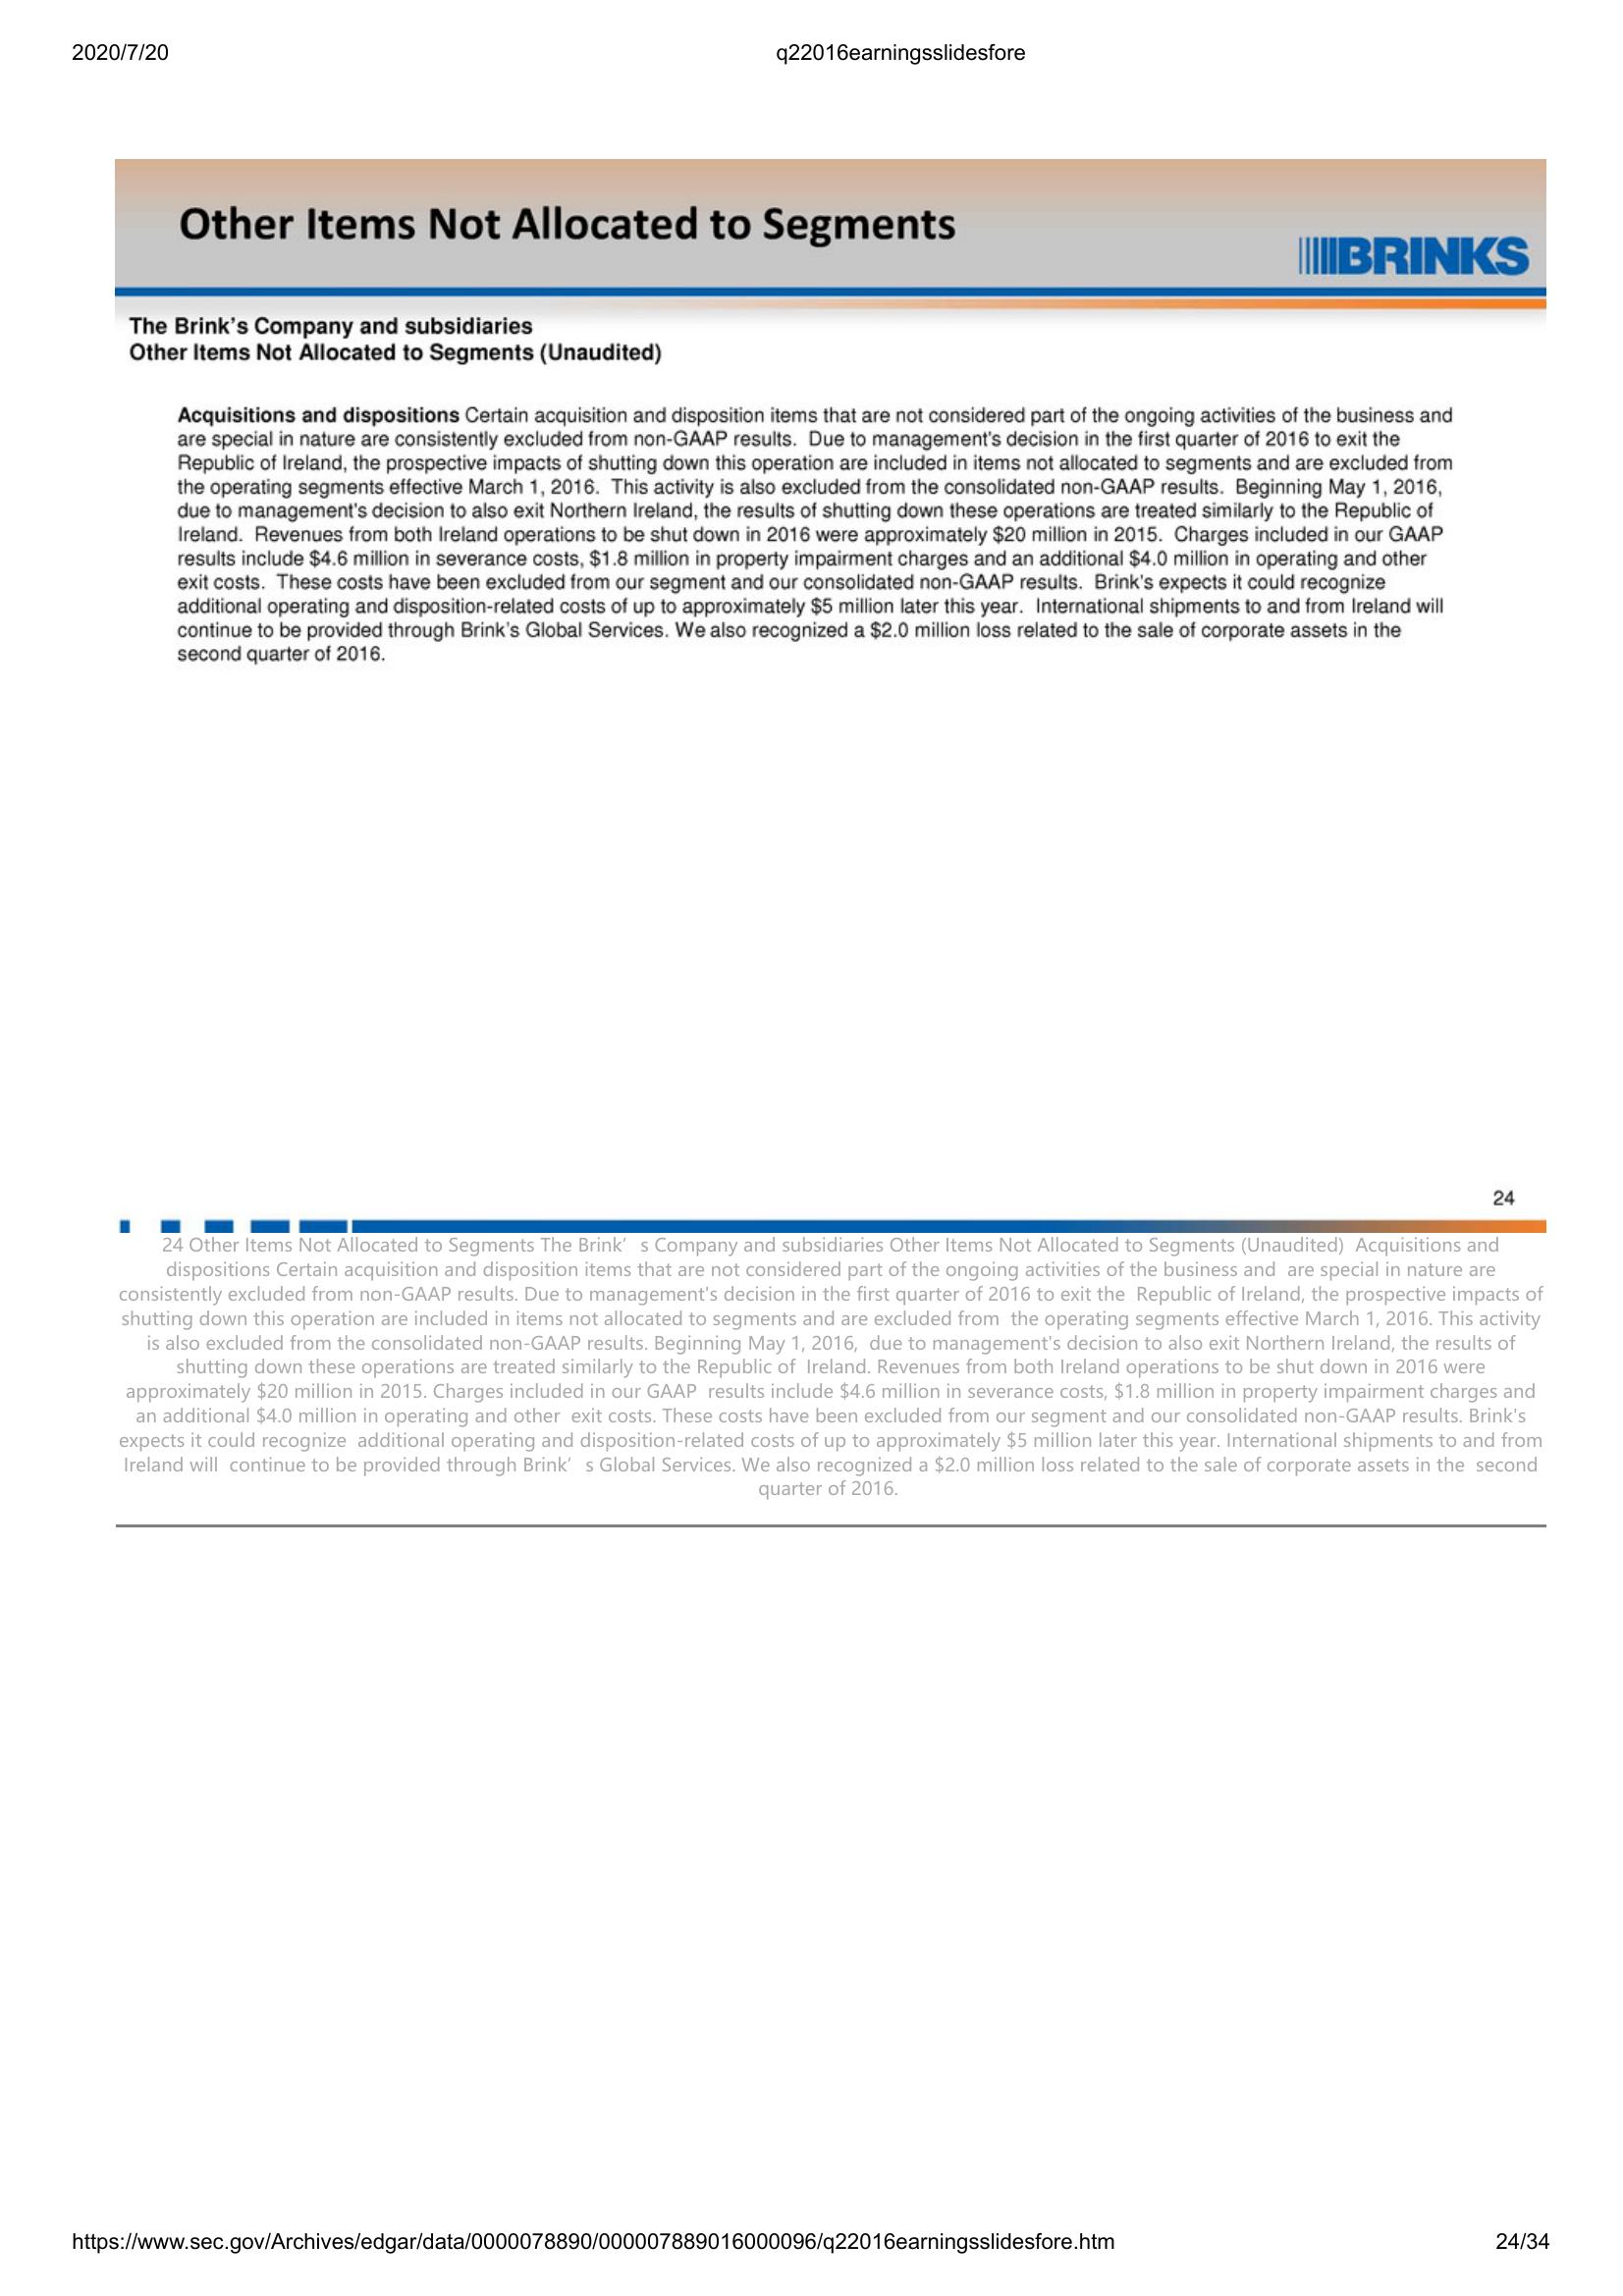 2020/7/20
q22016earningsslidesfore
Other Items Not Allocated to Segments
BRINKS
The Brink’s Company and subsidiaries
Other Items Not Allocated to Segments (Unaudited)
Acquisitions and dispositions Certain acquisition and disposition items that are not considered part of the ongoing activities of the business and
are special in nature are consistently excluded from non-GAAP results.  Due to management's decision in the first quarter of 2016 to exit the
Republic of Ireland, the prospective impacts of shutting down this operation are included in items not allocated to segments and are excluded from
the operating segments effective March 1, 2016.  This activity is also excluded from the consolidated non-GAAP results.  Beginning May 1, 2016,
due to management's decision to also exit Northern Ireland, the results of shutting down these operations are treated similarly to the Republic of
Ireland.  Revenues from both Ireland operations to be shut down in 2016 were approximately $20 million in 2015.  Charges included in our GAAP
results include $4.6 million in severance costs, $1.8 million in property impairment charges and an additional $4.0 million in operating and other
exit costs.  These costs have been excluded from our segment and our consolidated non-GAAP results.  Brink's expects it could recognize
additional operating and disposition-related costs of up to approximately $5 million later this year.  International shipments to and from Ireland will
continue to be provided through Brink’s Global Services. We also recognized a $2.0 million loss related to the sale of corporate assets in the
second quarter of 2016.
24
24 Other Items Not Allocated to Segments The Brink’ s Company and subsidiaries Other Items Not Allocated to Segments (Unaudited)  Acquisitions and
dispositions Certain acquisition and disposition items that are not considered part of the ongoing activities of the business and  are special in nature are
consistently excluded from non-GAAP results. Due to management's decision in the first quarter of 2016 to exit the  Republic of Ireland, the prospective impacts of
shutting down this operation are included in items not allocated to segments and are excluded from  the operating segments effective March 1, 2016. This activity
is also excluded from the consolidated non-GAAP results. Beginning May 1, 2016,  due to management's decision to also exit Northern Ireland, the results of
shutting down these operations are treated similarly to the Republic of  Ireland. Revenues from both Ireland operations to be shut down in 2016 were
approximately $20 million in 2015. Charges included in our GAAP  results include $4.6 million in severance costs, $1.8 million in property impairment charges and
an additional $4.0 million in operating and other  exit costs. These costs have been excluded from our segment and our consolidated non-GAAP results. Brink's
expects it could recognize  additional operating and disposition-related costs of up to approximately $5 million later this year. International shipments to and from
Ireland will  continue to be provided through Brink’ s Global Services. We also recognized a $2.0 million loss related to the sale of corporate assets in the  second
quarter of 2016.
https://www.sec.gov/Archives/edgar/data/0000078890/000007889016000096/q22016earningsslidesfore.htm
24/34